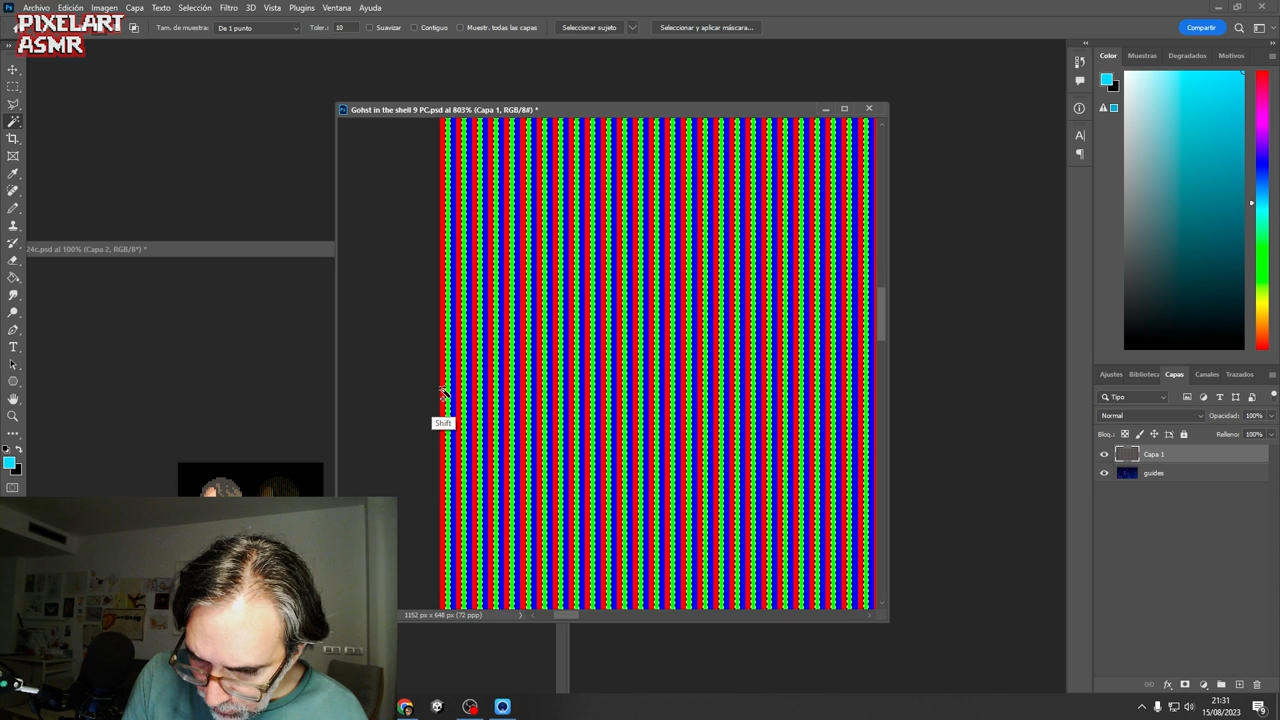 Archivo Edición Imagen Capa Texto Selección Filtro 3D Vista Plugins Ventana Ayuda
PIXELART
ASMR
Tam. de muestra: De 1 punto Toler.: 10 Suavizar Contiguo Muestr. todas las capas Seleccionar sujeto Seleccionar y aplicar máscara... Compartir
Color Muestras Degradados Motivos
Gohst in the shell 9 PC.psd al 803% (Capa 1, RGB/8#) *
24c.psd al 100% (Capa 2, RGB/8*) *
Shift
Ajustes Bibliotec Capas Canales Trazados
Tipo
Normal Opacidad: 100%
Bloq.: Relleno: 100%
Capa 1
guides
1152 px x 648 px (72 ppp)
21:31
15/08/2023